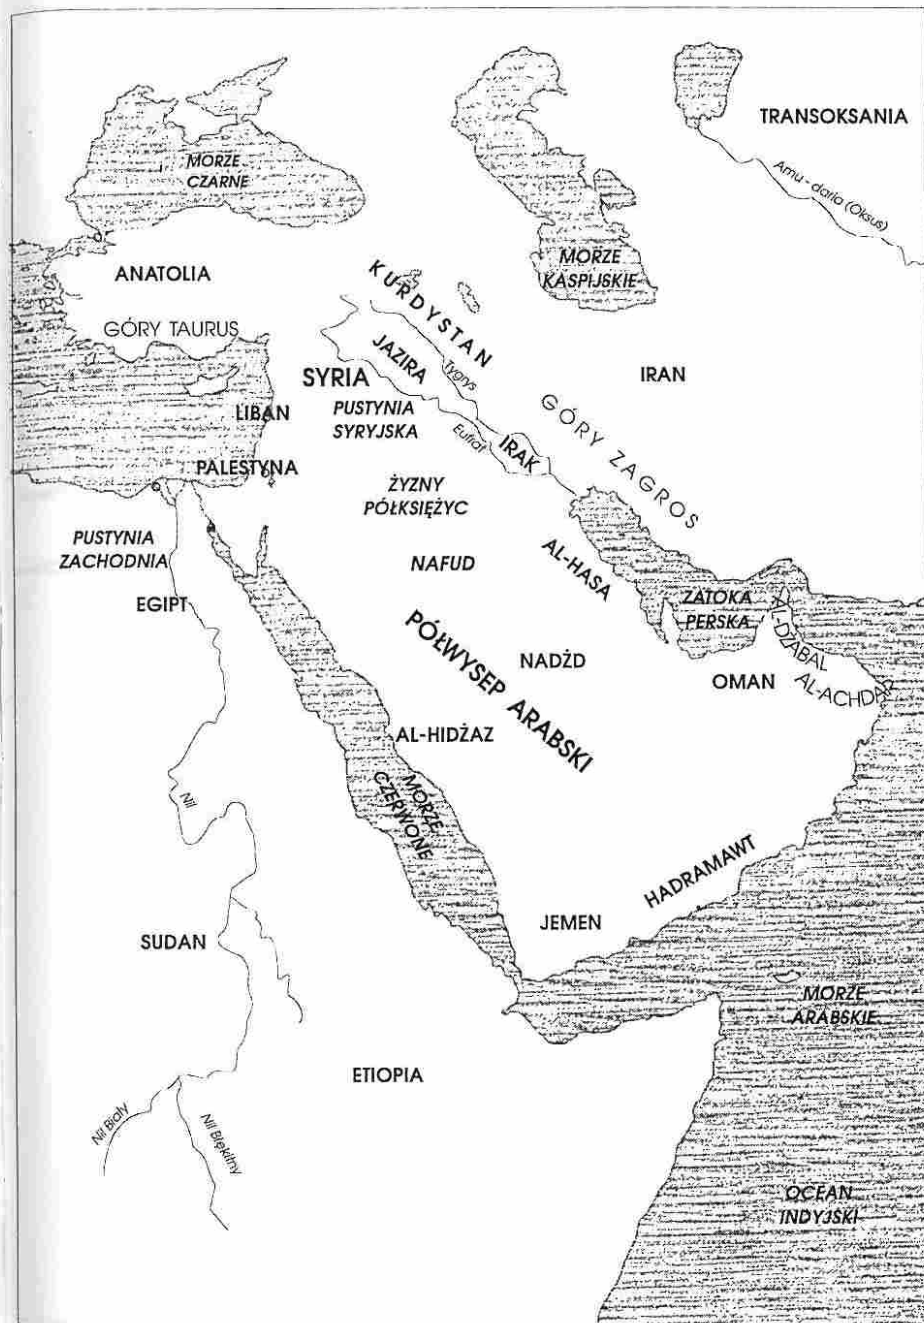 TRANSOKSANIA
MORZE
CZARNE
Amu - daria (Oksus)
MORZE
KASPIJSKIE
ANATOLIA
KURDYSTAN
GÓRY TAURUS
JAZIRA
Tygrys
SYRIA
IRAN
PUSTYNIA
SYRYJSKA
LIBAN
Eufrat
IRAK
GÓRY ZAGROS
PALESTYNA
ŻYZNY
PÓŁKSIĘŻYC
PUSTYNIA
ZACHODNIA
NAFUD
AL-HASA
EGIPT
ZATOKA
PERSKA
AL-DŻABAL
AL-ACHDAR
PÓŁWYSEP ARABSKI
NADŻD
OMAN
AL-HIDŻAZ
Nil
MORZE
CZERWONE
HADRAMAWT
JEMEN
SUDAN
MORZE
ARABSKIE
ETIOPIA
Nil Biały
Nil Błękitny
OCEAN
INDYJSKI